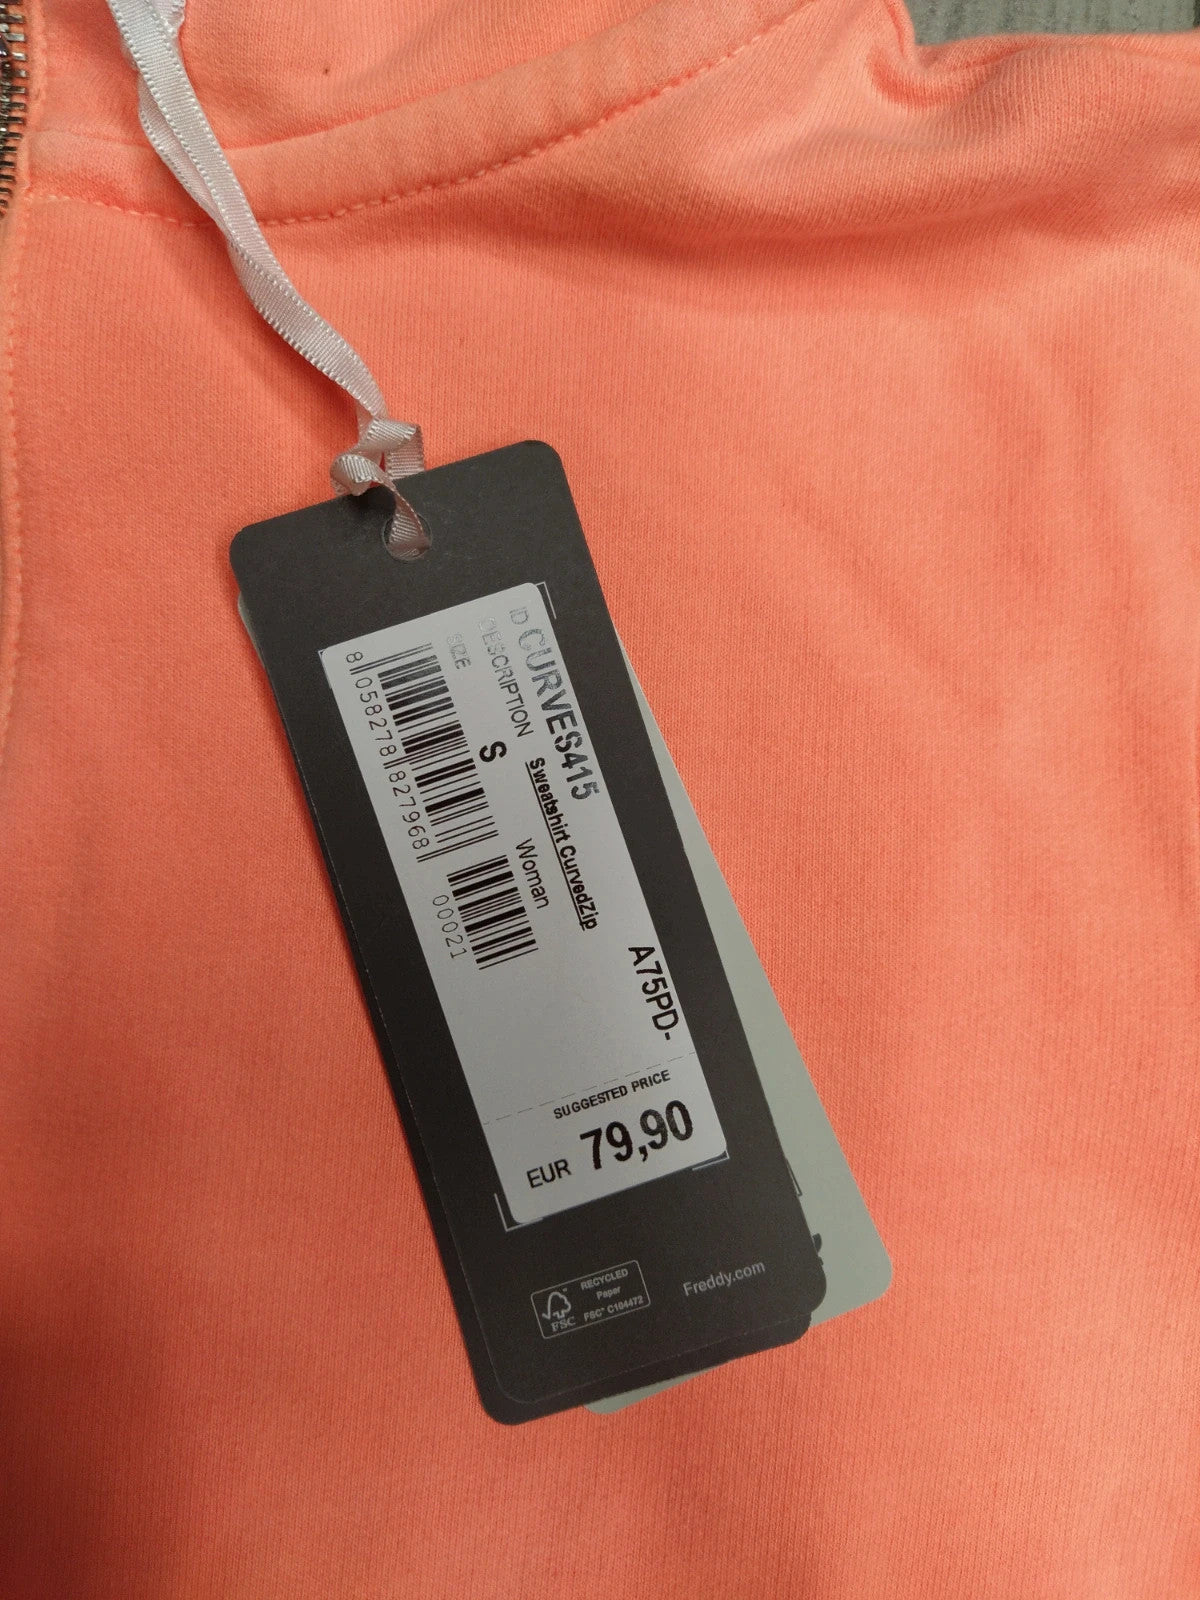 ID CURVES415
DESCRIPTION Sweatshirt CurvedZip
A75PD-
Woman
SIZE S
8 058278 827968
00021
SUGGESTED PRICE
EUR 79,90
FSC
RECYCLED
Paper
FSC® C104472
Freddy.com